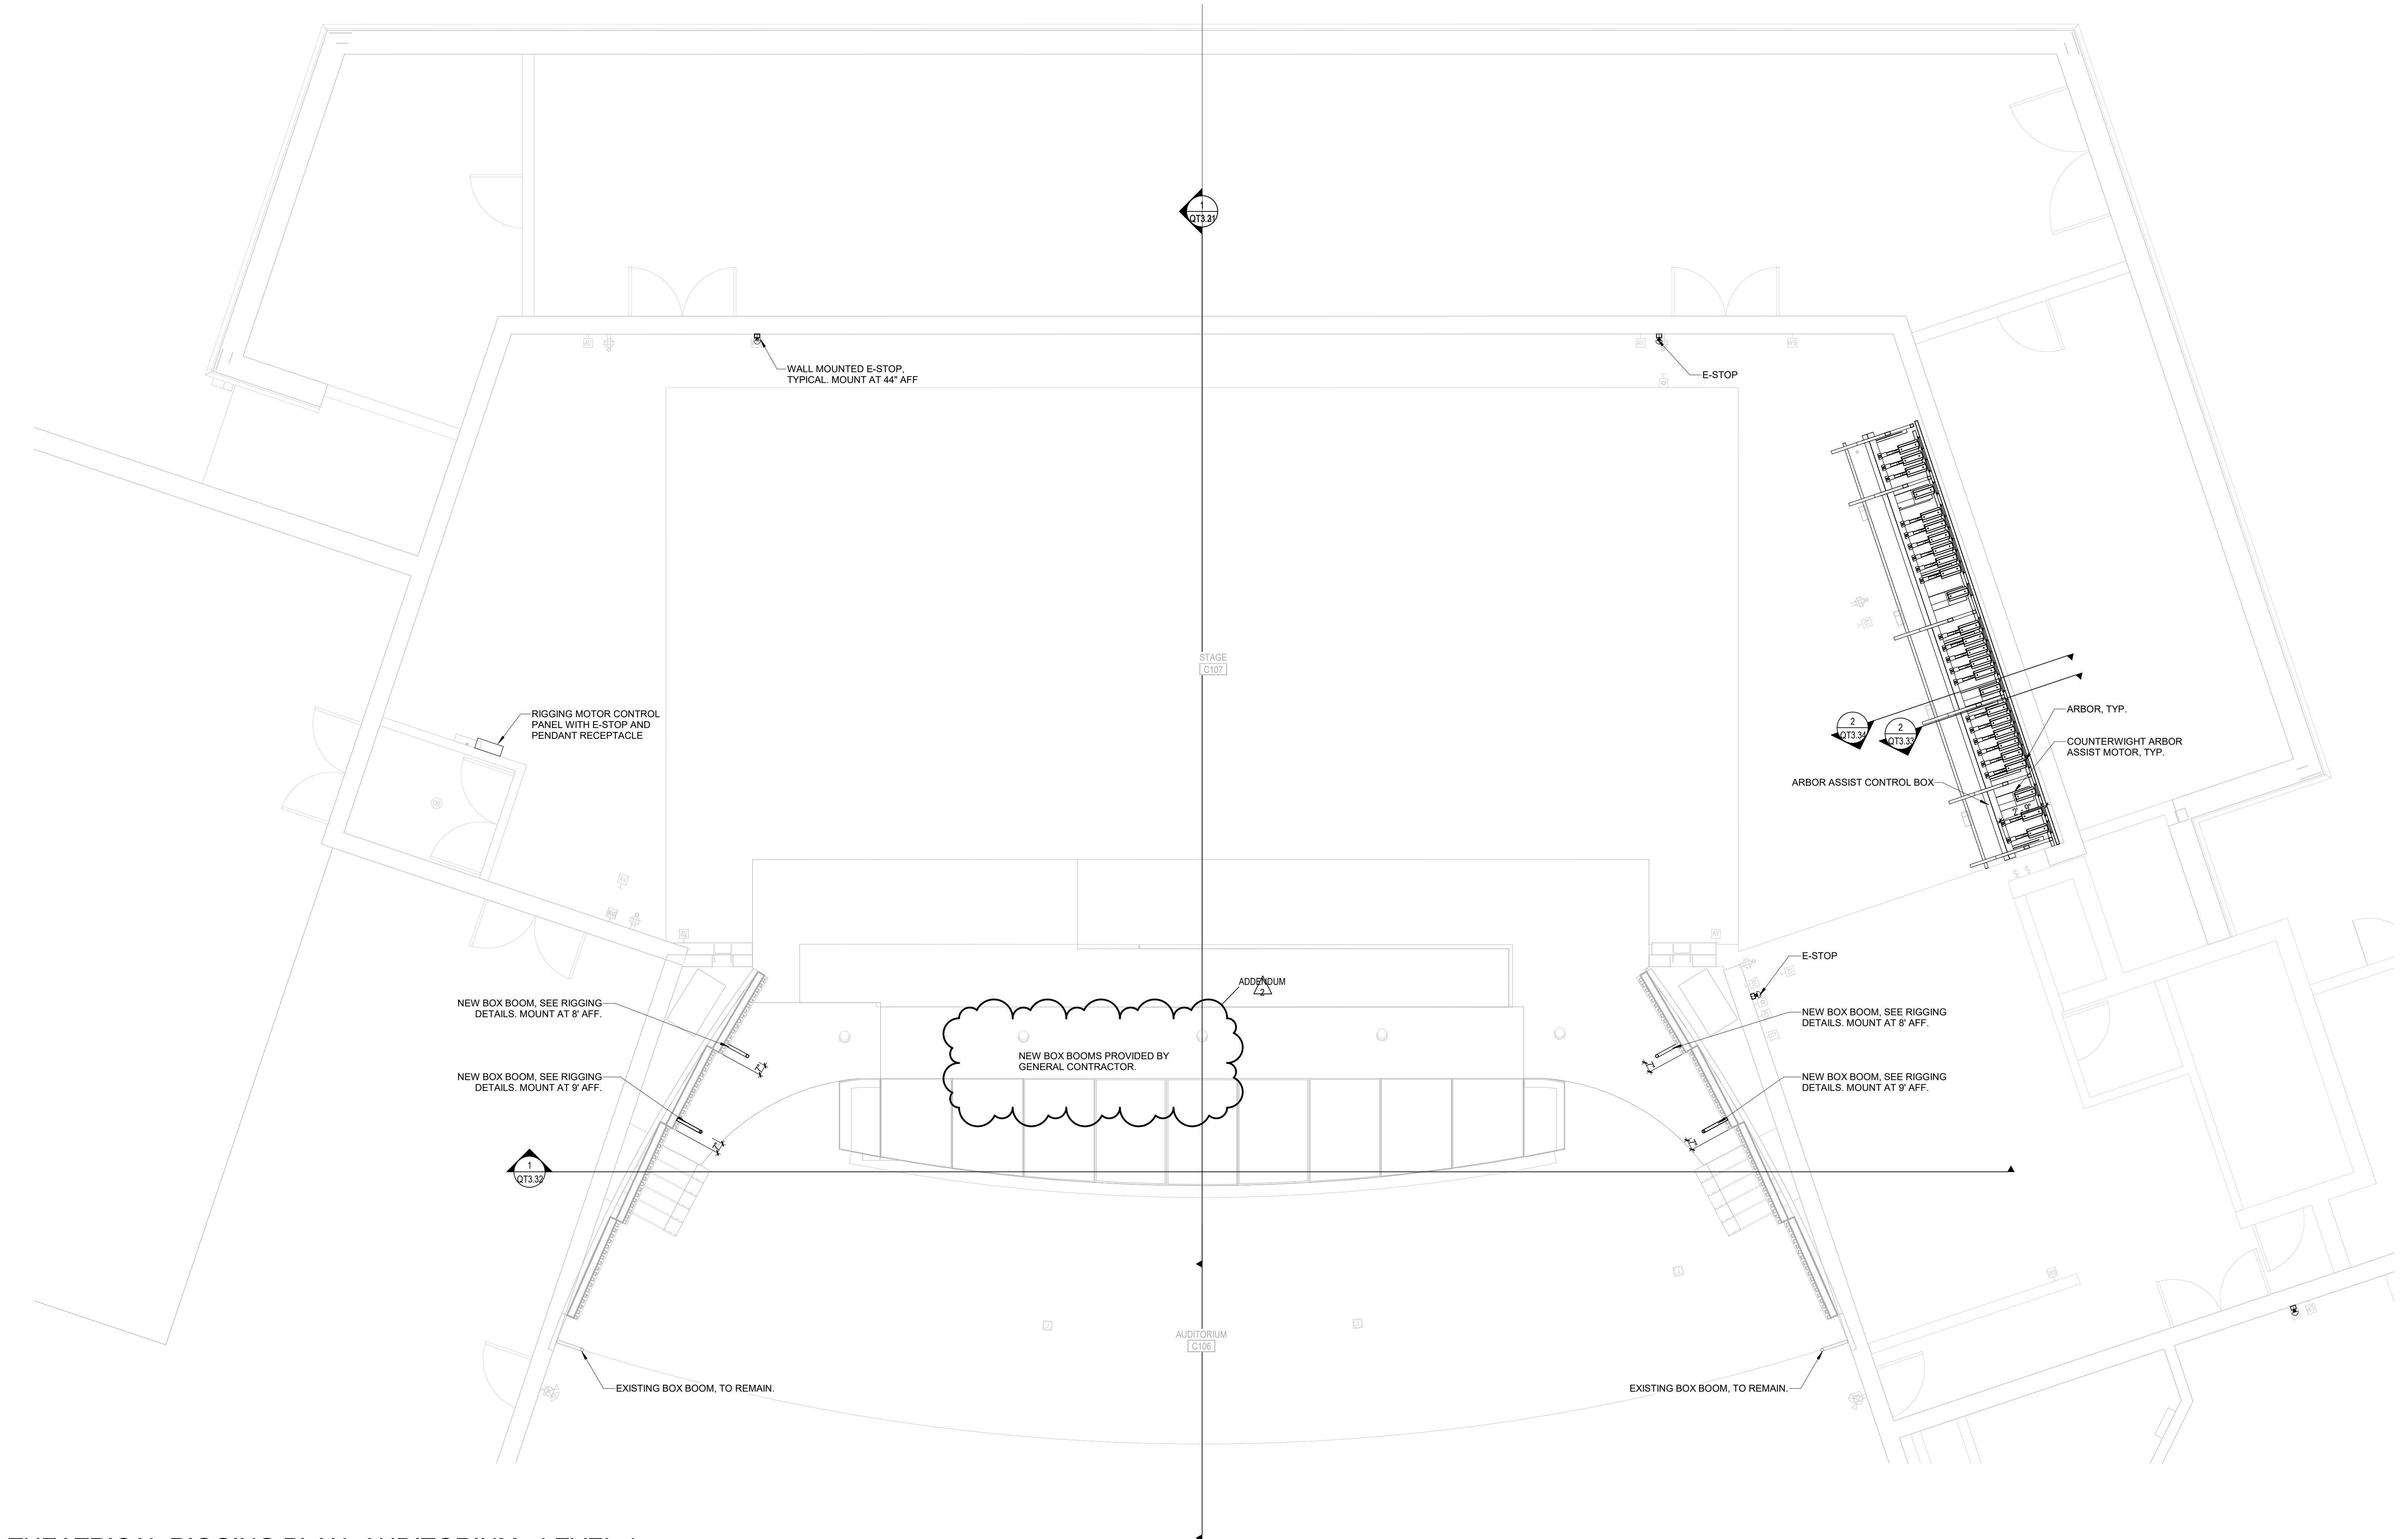 1
QT3.31
AV
AV
WALL MOUNTED E-STOP,
TYPICAL. MOUNT AT 44" AFF
E-STOP
STAGE
C107
RIGGING MOTOR CONTROL
PANEL WITH E-STOP AND
PENDANT RECEPTACLE
2
QT3.34
2
QT3.33
ARBOR, TYP.
COUNTERWIGHT ARBOR
ASSIST MOTOR, TYP.
ARBOR ASSIST CONTROL BOX
AV
AV
E-STOP
ADDENDUM
2
NEW BOX BOOM, SEE RIGGING
DETAILS. MOUNT AT 8' AFF.
NEW BOX BOOM, SEE RIGGING
DETAILS. MOUNT AT 8' AFF.
NEW BOX BOOMS PROVIDED BY
GENERAL CONTRACTOR.
NEW BOX BOOM, SEE RIGGING
DETAILS. MOUNT AT 9' AFF.
NEW BOX BOOM, SEE RIGGING
DETAILS. MOUNT AT 9' AFF.
1
QT3.32
J
J
J
AUDITORIUM
C106
EXISTING BOX BOOM, TO REMAIN.
EXISTING BOX BOOM, TO REMAIN.